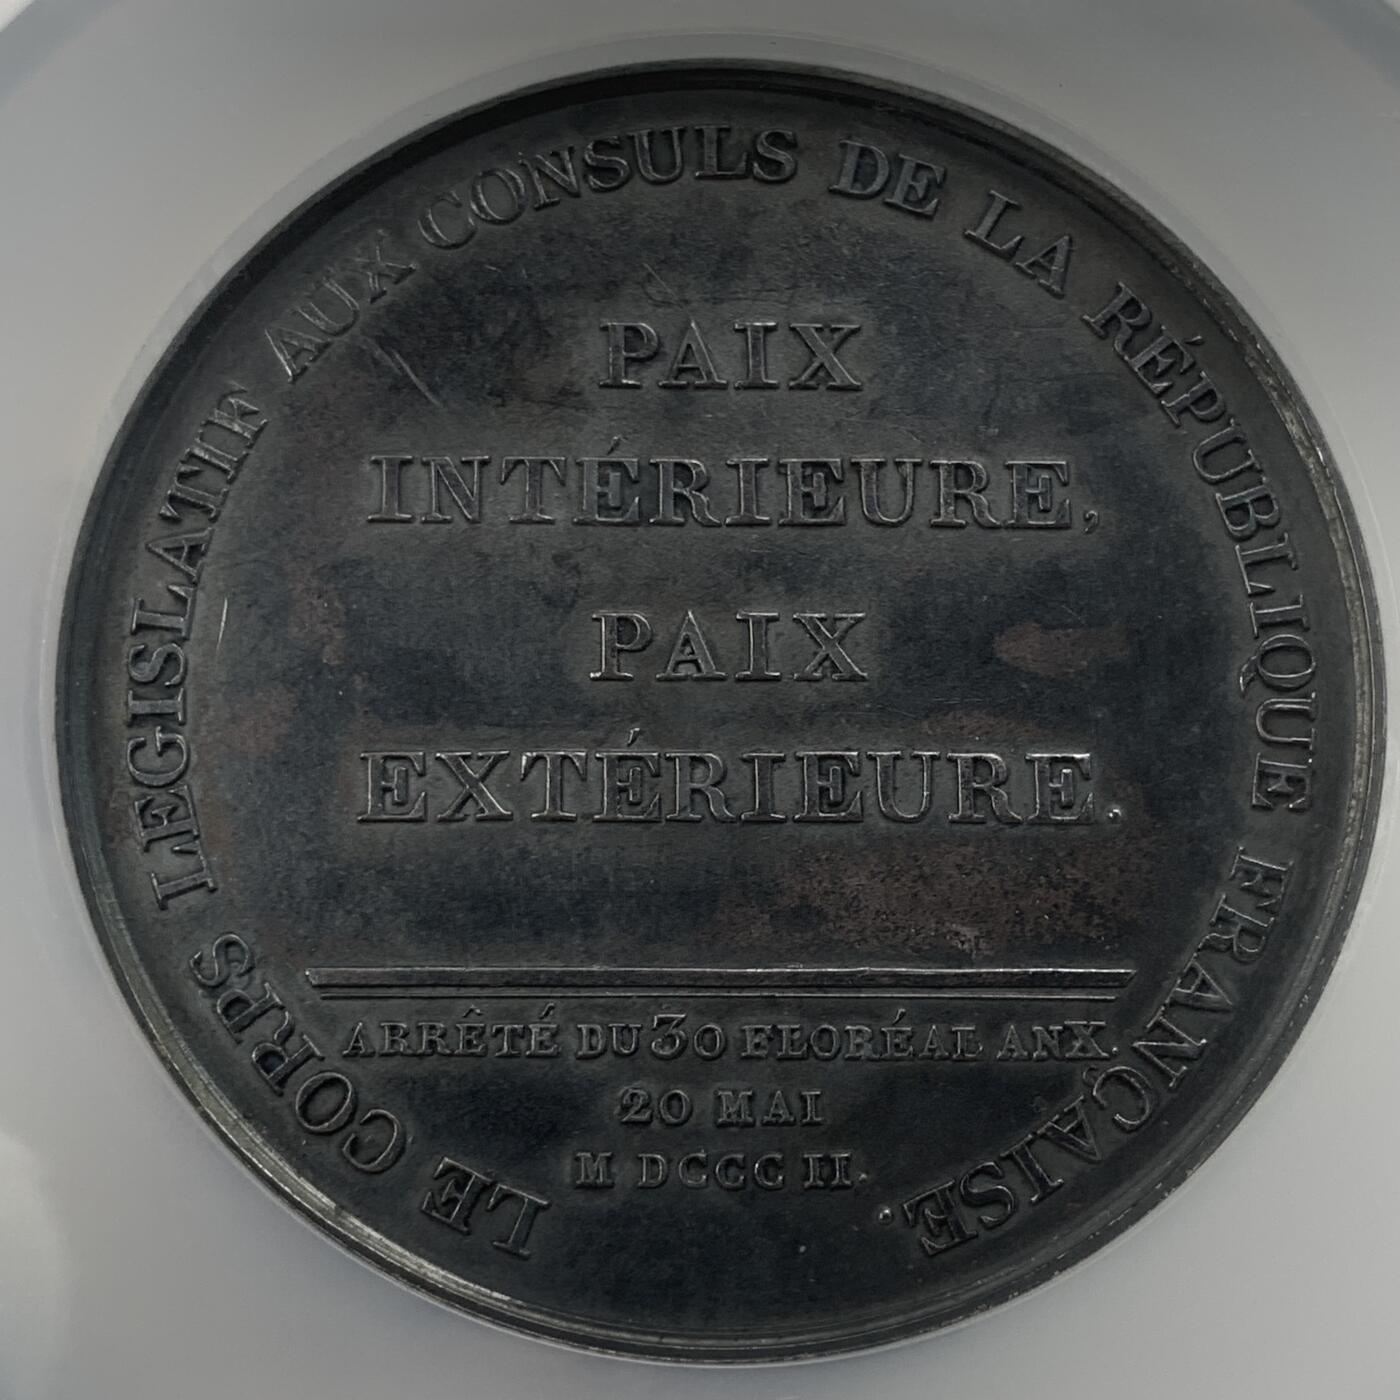 LE CORPS LEGISLATIF AUX CONSULS DE LA RÉPUBLIQUE FRANÇAISE.
PAIX
INTÉRIEURE,
PAIX
EXTÉRIEURE.
ARRÊTÉ DU 30 FLORÉAL AN X.
20 MAI
M DCCC II.